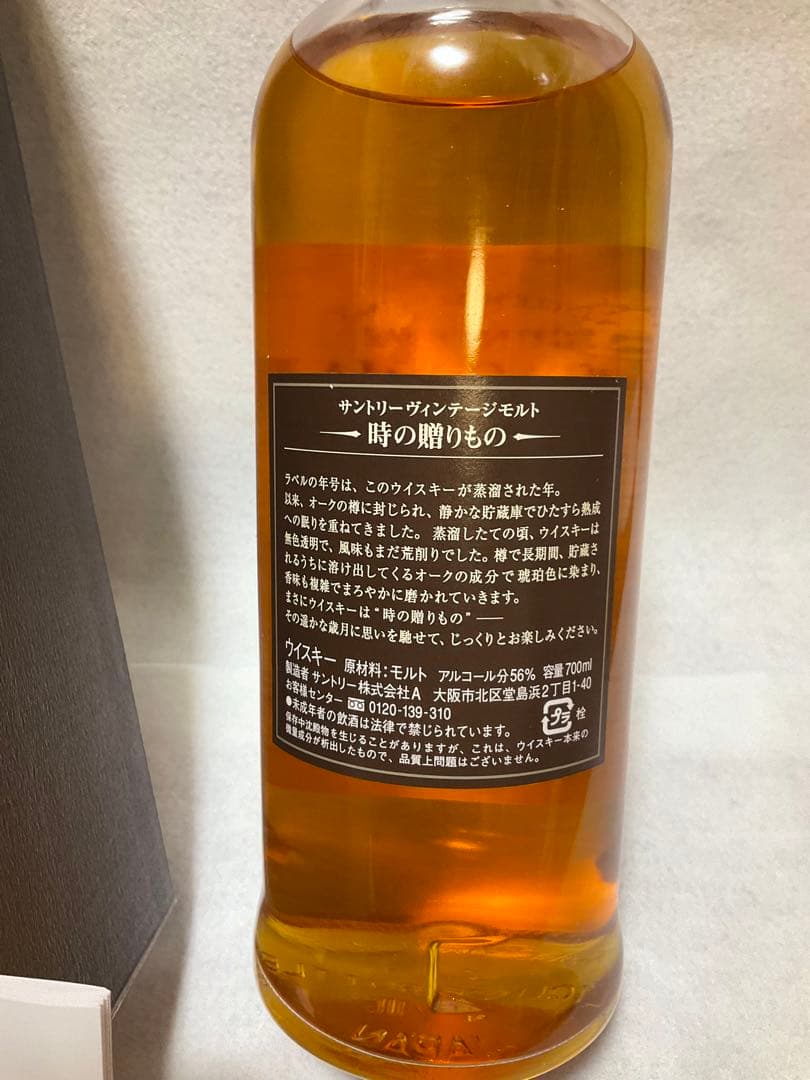 サントリーヴィンテージモルト
時の贈りもの
ラベルの年号は、このウイスキーが蒸溜された年。
以来、オークの樽に封じられ、静かな貯蔵庫でひたすら熟成
への眠りを重ねてきました。蒸溜したての頃、ウイスキーは
無色透明で、風味もまだ荒削りでした。樽で長期間、貯蔵さ
れるうちに溶け出してくるオークの成分で琥珀色に染まり、
香味も複雑でまろやかに磨かれていきます。
まさにウイスキーは“時の贈りもの”——
その遥かな歳月に思いを馳せて、じっくりとお楽しみください。
ウイスキー 原材料：モルト アルコール分56% 容量700ml
製造者 サントリー株式会社A 大阪市北区堂島浜2丁目1-40
お客様センター 0120-139-310
●未成年者の飲酒は法律で禁じられています。
プラ 栓
保存中沈殿物を生じることがありますが、これは、ウイスキー本来の
微量成分が析出したもので、品質上問題はございません。